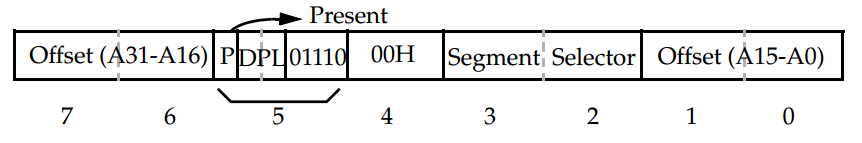 Present
Offset (A31-A16) P DPL 01110 00H Segment Selector Offset (A15-A0)
7 6 5 4 3 2 1 0